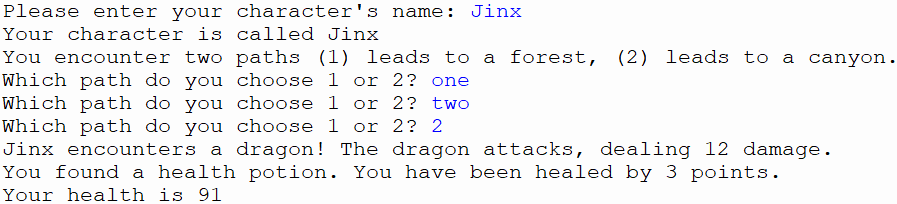 Please enter your character's name: Jinx
Your character is called Jinx
You encounter two paths (1) leads to a forest, (2) leads to a canyon.
Which path do you choose 1 or 2? one
Which path do you choose 1 or 2? two
Which path do you choose 1 or 2? 2
Jinx encounters a dragon! The dragon attacks, dealing 12 damage.
You found a health potion. You have been healed by 3 points.
Your health is 91